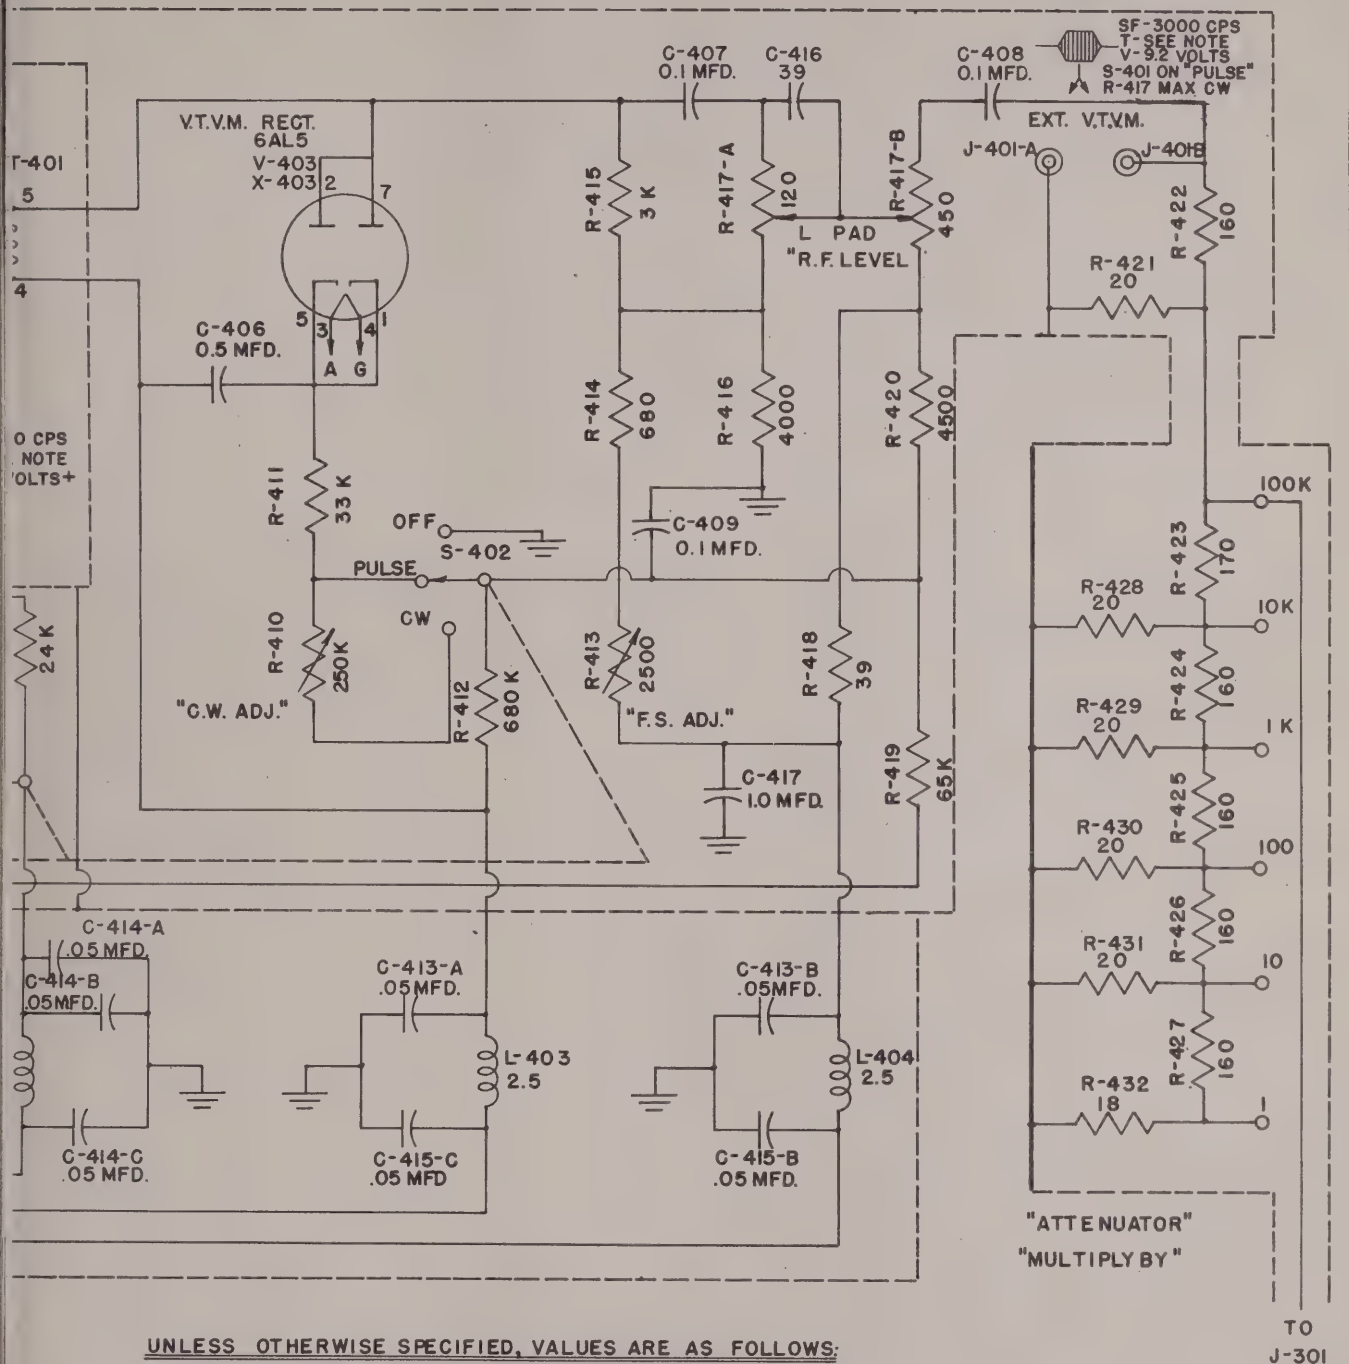 SF-3000 CPS
T-SEE NOTE
V-9.2 VOLTS
S-401 ON "PULSE"
R-417 MAX CW
C-407
0.1 MFD.
C-416
39
C-408
0.1 MFD.
EXT. V.T.V.M.
J-401-A
J-401B
V.T.V.M. RECT.
6AL5
V-403
X-403
2
7
T-401
5
4
5
3
4
1
A G
C-406
0.5 MFD.
R-415
3 K
R-417-A
120
R-417-B
450
L PAD
"R.F. LEVEL
R-422
160
R-421
20
R-414
680
R-416
4000
R-420
4500
0 CPS
NOTE
OLTS+
R-411
33 K
OFF
S-402
PULSE
CW
C-409
0.1 MFD.
100K
R-423
170
R-428
20
10K
24 K
R-410
250K
"C.W. ADJ."
R-412
680 K
R-413
2500
"F.S. ADJ."
R-418
39
R-424
160
R-429
20
1 K
C-417
1.0 MFD.
R-419
65K
R-425
160
R-430
20
100
C-414-A
.05 MFD.
C-414-B
.05MFD.
C-413-A
.05MFD.
C-413-B
.05MFD.
R-426
160
R-431
20
10
L-403
2.5
L-404
2.5
R-427
160
R-432
18
1
C-414-C
.05 MFD.
C-415-C
.05 MFD
C-415-B
.05 MFD.
"ATTENUATOR"
"MULTIPLY BY"
TO
J-301
UNLESS OTHERWISE SPECIFIED, VALUES ARE AS FOLLOWS: